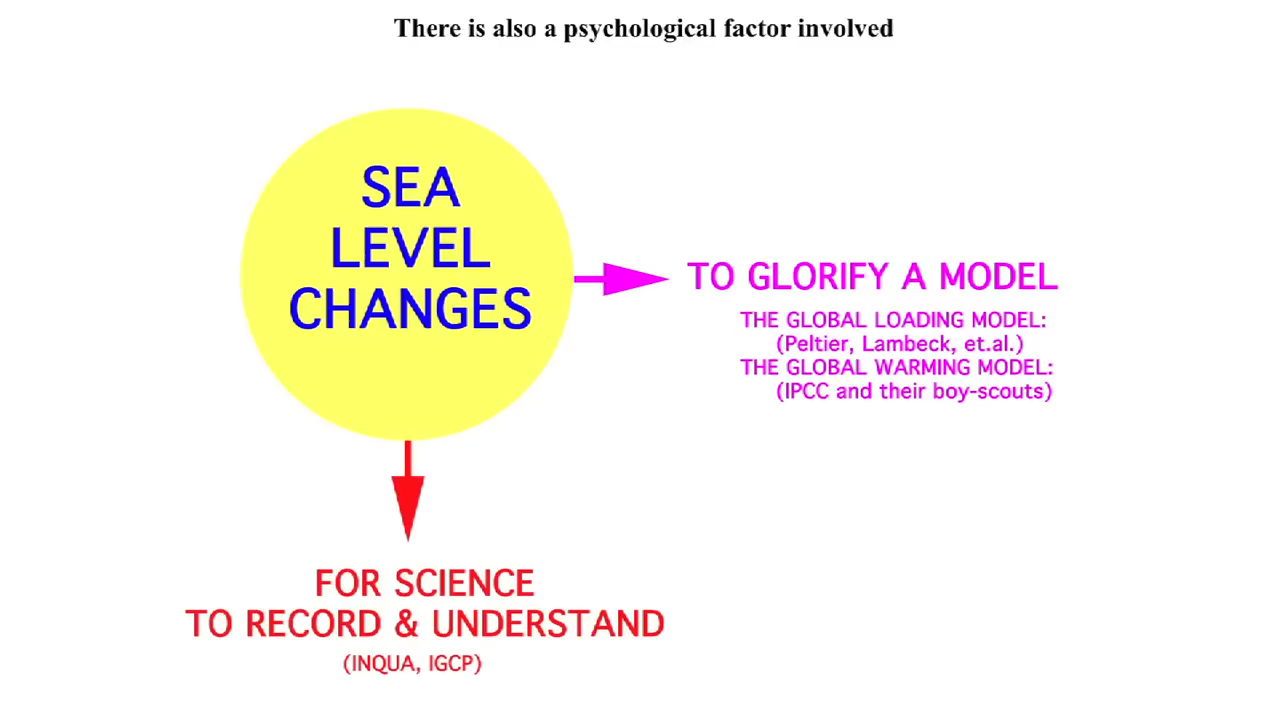 There is also a psychological factor involved
SEA
LEVEL
CHANGES
TO GLORIFY A MODEL
THE GLOBAL LOADING MODEL:
(Peltier, Lambeck, et.al.)
THE GLOBAL WARMING MODEL:
(IPCC and their boy-scouts)
FOR SCIENCE
TO RECORD & UNDERSTAND
(INQUA, IGCP)